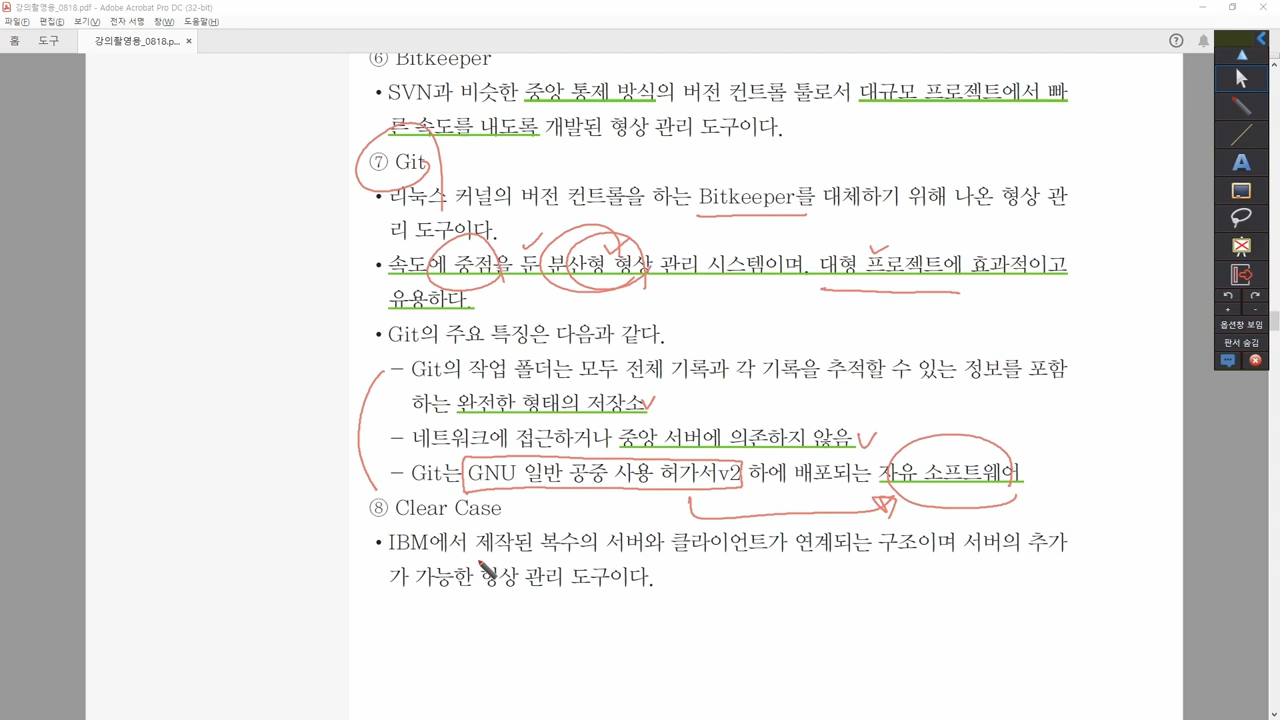 강의촬영용_0818.pdf - Adobe Acrobat Pro DC (32-bit)
파일(F) 편집(E) 보기(V) 전자 서명 창(W) 도움말(H)
홈 도구 강의촬영용_0818.p... ×
⑥ Bitkeeper
• SVN과 비슷한 중앙 통제 방식의 버전 컨트롤 툴로서 대규모 프로젝트에서 빠
른 속도를 내도록 개발된 형상 관리 도구이다.
⑦ Git
• 리눅스 커널의 버전 컨트롤을 하는 Bitkeeper를 대체하기 위해 나온 형상 관
리 도구이다.
• 속도에 중점을 둔 분산형 형상 관리 시스템이며, 대형 프로젝트에 효과적이고
유용하다.
• Git의 주요 특징은 다음과 같다.
– Git의 작업 폴더는 모두 전체 기록과 각 기록을 추적할 수 있는 정보를 포함
하는 완전한 형태의 저장소
– 네트워크에 접근하거나 중앙 서버에 의존하지 않음
– Git는 GNU 일반 공중 사용 허가서v2 하에 배포되는 자유 소프트웨어
⑧ Clear Case
• IBM에서 제작된 복수의 서버와 클라이언트가 연계되는 구조이며 서버의 추가
가 가능한 형상 관리 도구이다.
옵션창 보임
판서 숨김